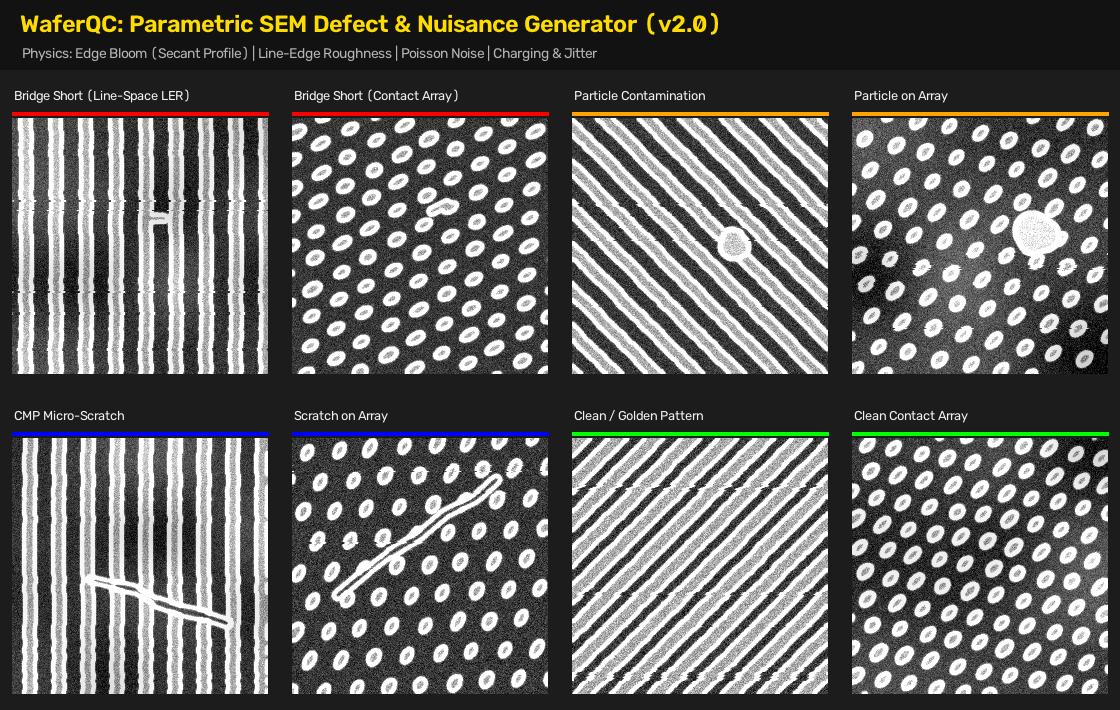 WaferQC: Parametric SEM Defect & Nuisance Generator (v2.0)
Physics: Edge Bloom (Secant Profile) | Line-Edge Roughness | Poisson Noise | Charging & Jitter
Bridge Short (Line-Space LER)
Bridge Short (Contact Array)
Particle Contamination
Particle on Array
CMP Micro-Scratch
Scratch on Array
Clean / Golden Pattern
Clean Contact Array